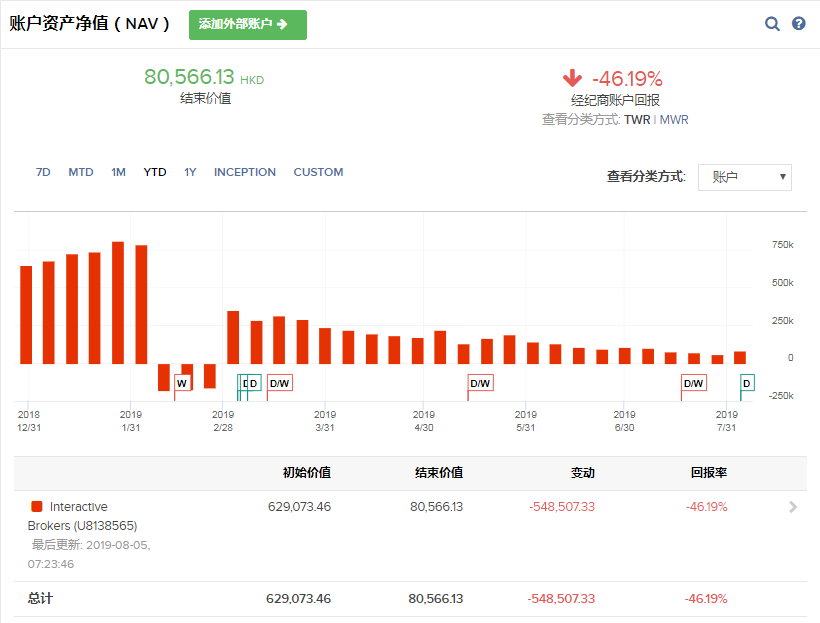 账户资产净值 ( NAV )
添加外部账户 →
80,566.13 HKD
结束价值
-46.19%
经纪商账户回报
查看分类方式: TWR | MWR
7D MTD 1M YTD 1Y INCEPTION CUSTOM
查看分类方式: 账户
750k
500k
250k
0
-250k
W D D D/W D/W D/W D
2018 2019 2019 2019 2019 2019 2019 2019
12/31 1/31 2/28 3/31 4/30 5/31 6/30 7/31
初始价值 结束价值 变动 回报率
Interactive 629,073.46 80,566.13 -548,507.33 -46.19%
Brokers (U8138565)
最后更新: 2019-08-05,
07:23:46
总计 629,073.46 80,566.13 -548,507.33 -46.19%